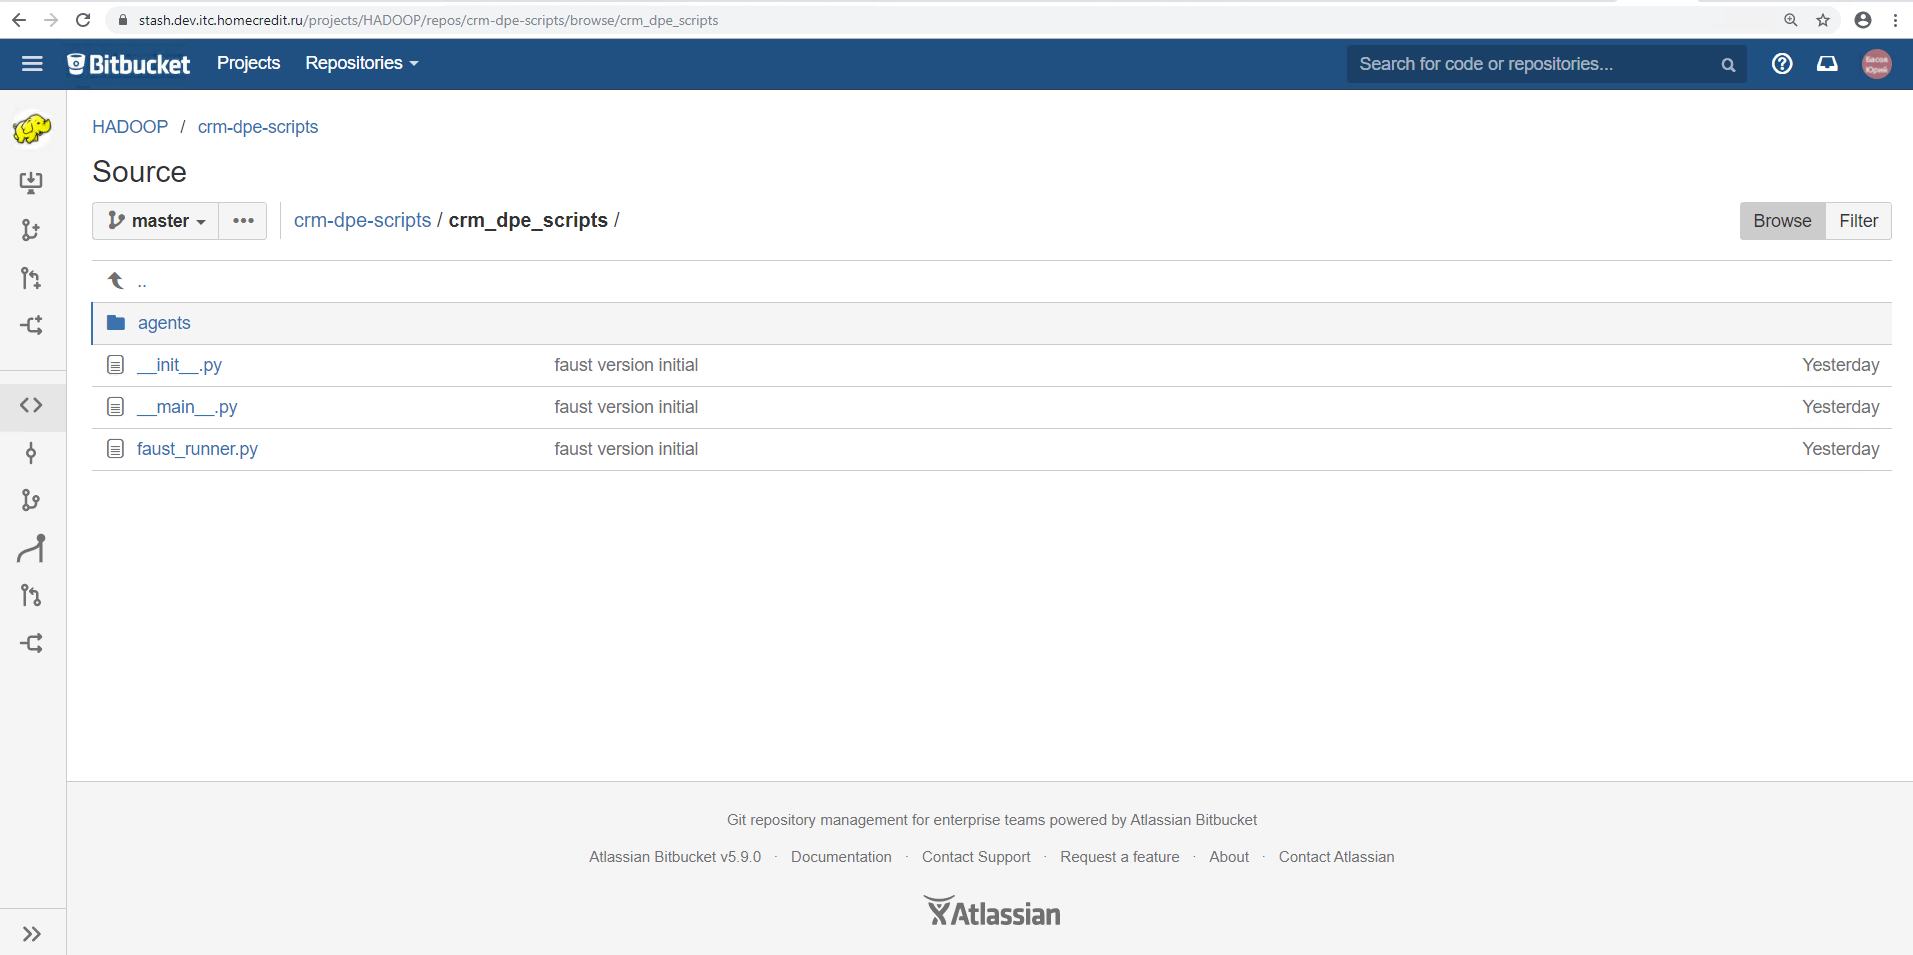 stash.dev.itc.homecredit.ru/projects/HADOOP/repos/crm-dpe-scripts/browse/crm_dpe_scripts
Bitbucket Projects Repositories Search for code or repositories... Басов
Юрий
HADOOP / crm-dpe-scripts
Source
master ••• crm-dpe-scripts / crm_dpe_scripts / Browse Filter
..
agents
__init__.py faust version initial Yesterday
__main__.py faust version initial Yesterday
faust_runner.py faust version initial Yesterday
Git repository management for enterprise teams powered by Atlassian Bitbucket
Atlassian Bitbucket v5.9.0 · Documentation · Contact Support · Request a feature · About · Contact Atlassian
Atlassian